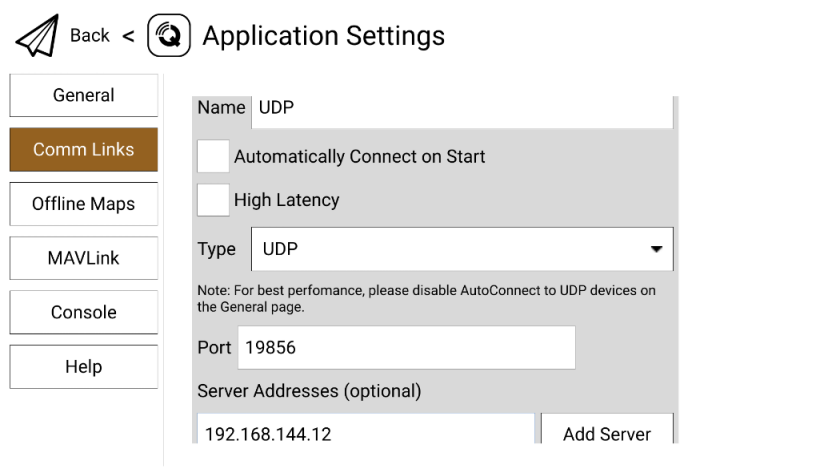 Back < Application Settings
General
Comm Links
Offline Maps
MAVLink
Console
Help
Name UDP
Automatically Connect on Start
High Latency
Type UDP
Note: For best perfomance, please disable AutoConnect to UDP devices on
the General page.
Port 19856
Server Addresses (optional)
192.168.144.12 Add Server